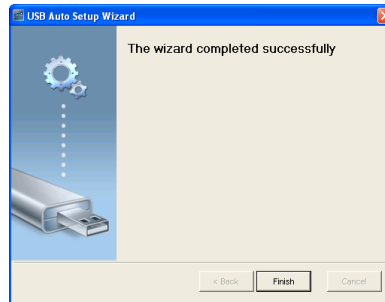 USB Auto Setup Wizard
The wizard completed successfully
< Back Finish Cancel